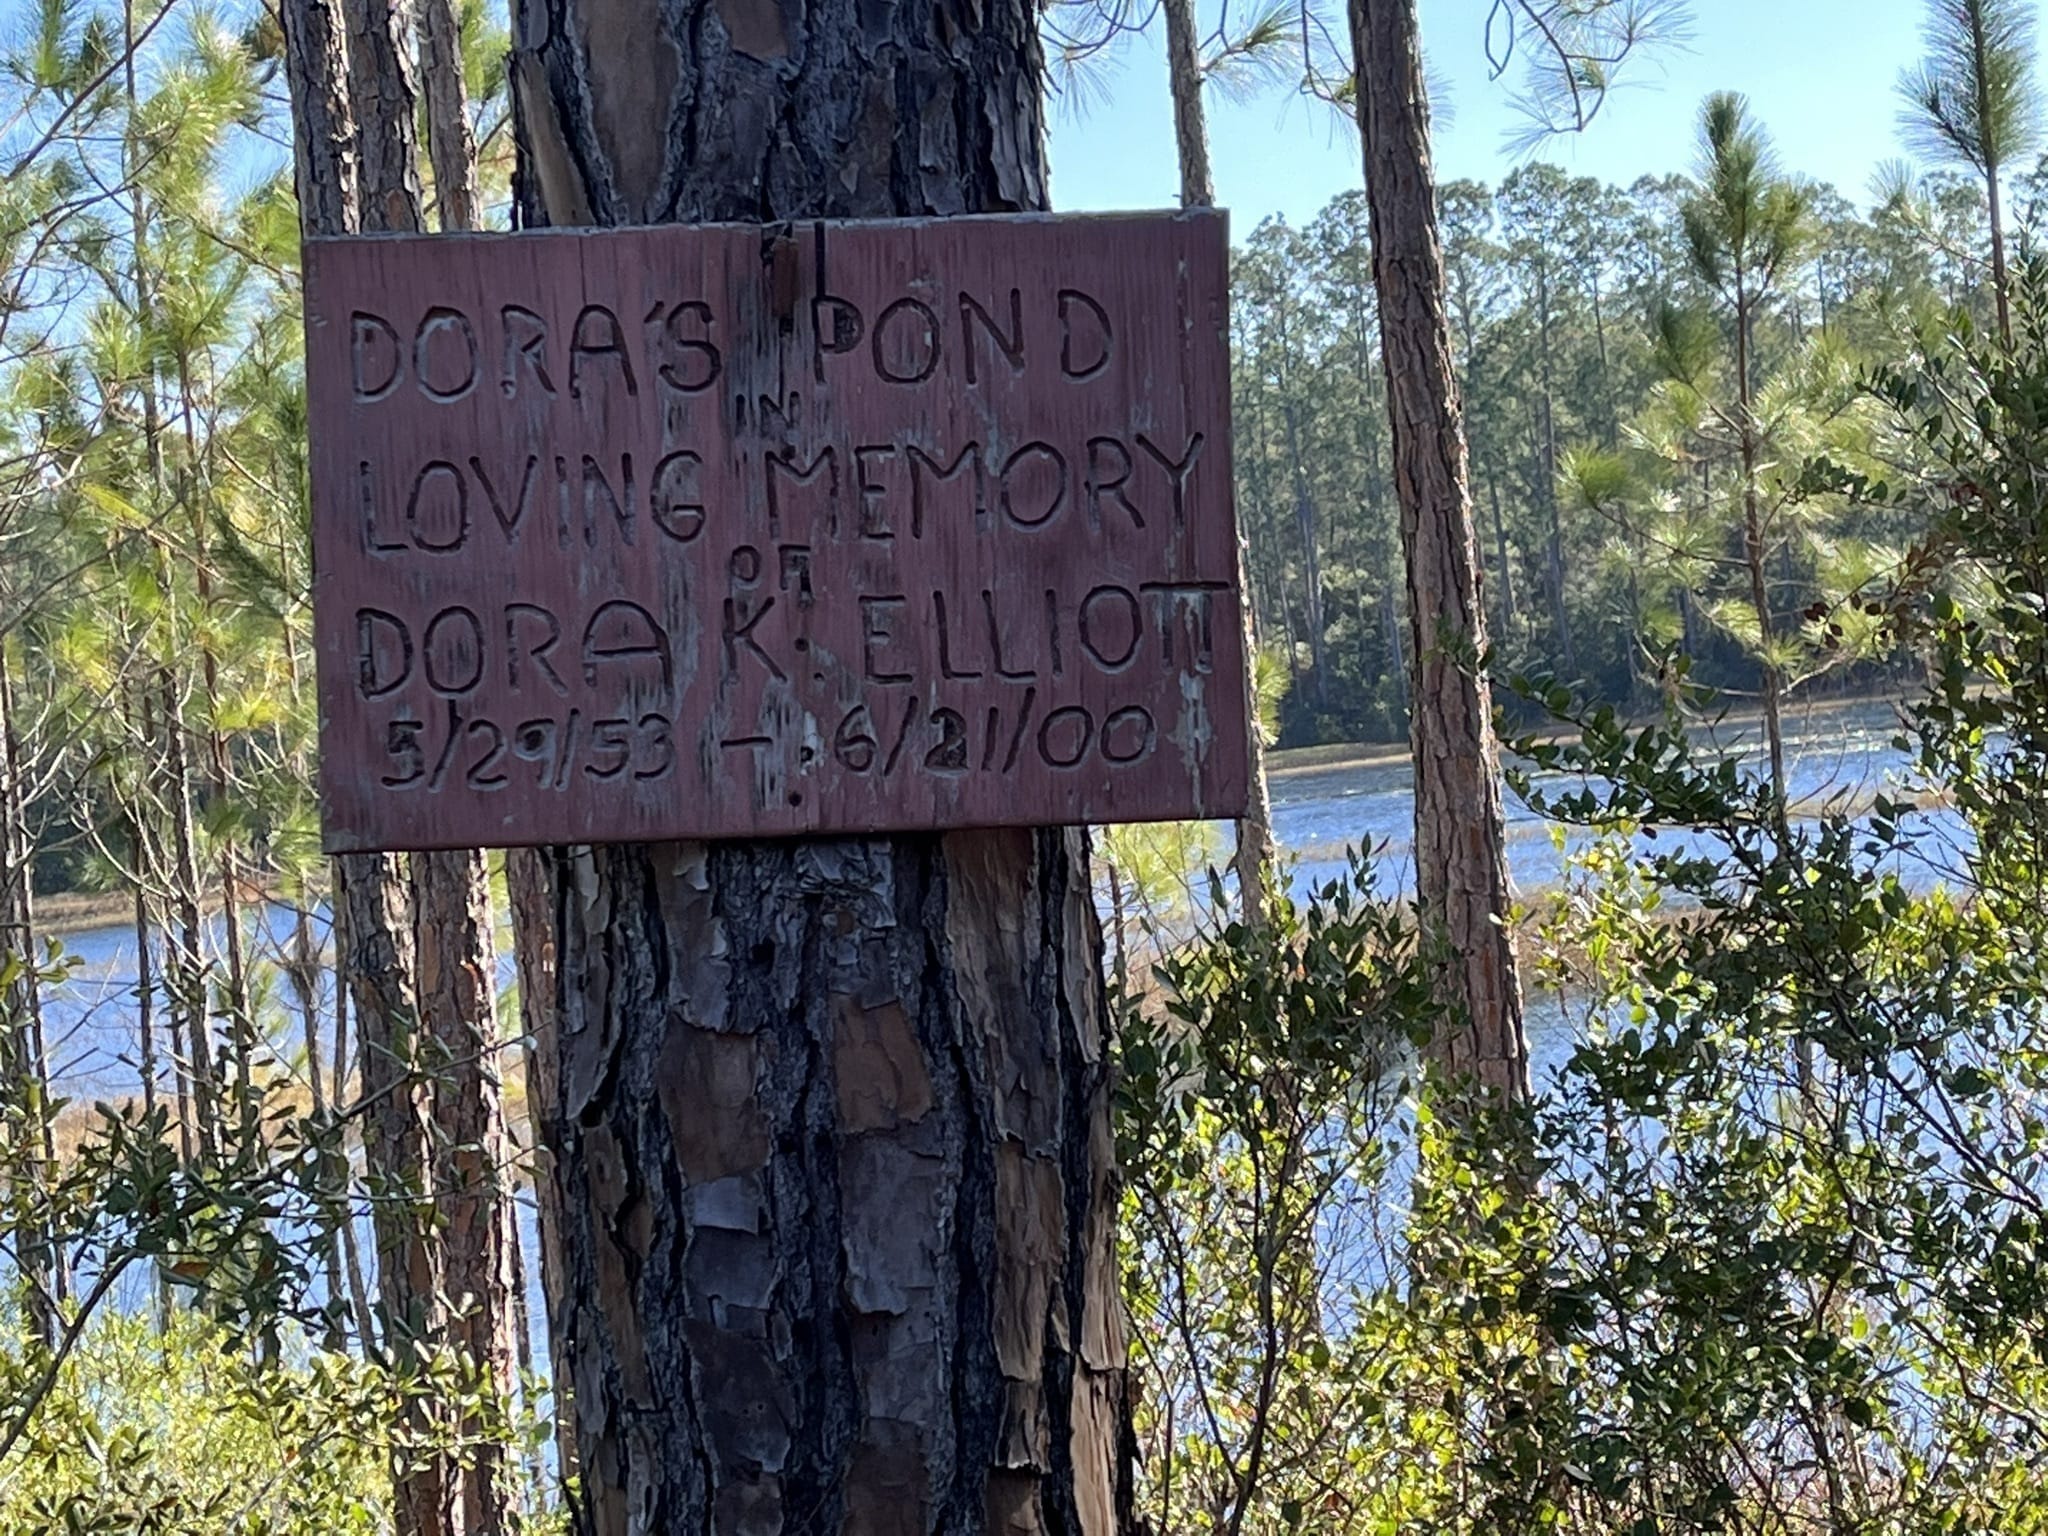 DORA'S POND
IN
LOVING MEMORY
OF
DORA K. ELLIOTT
5/29/53 - 6/21/00